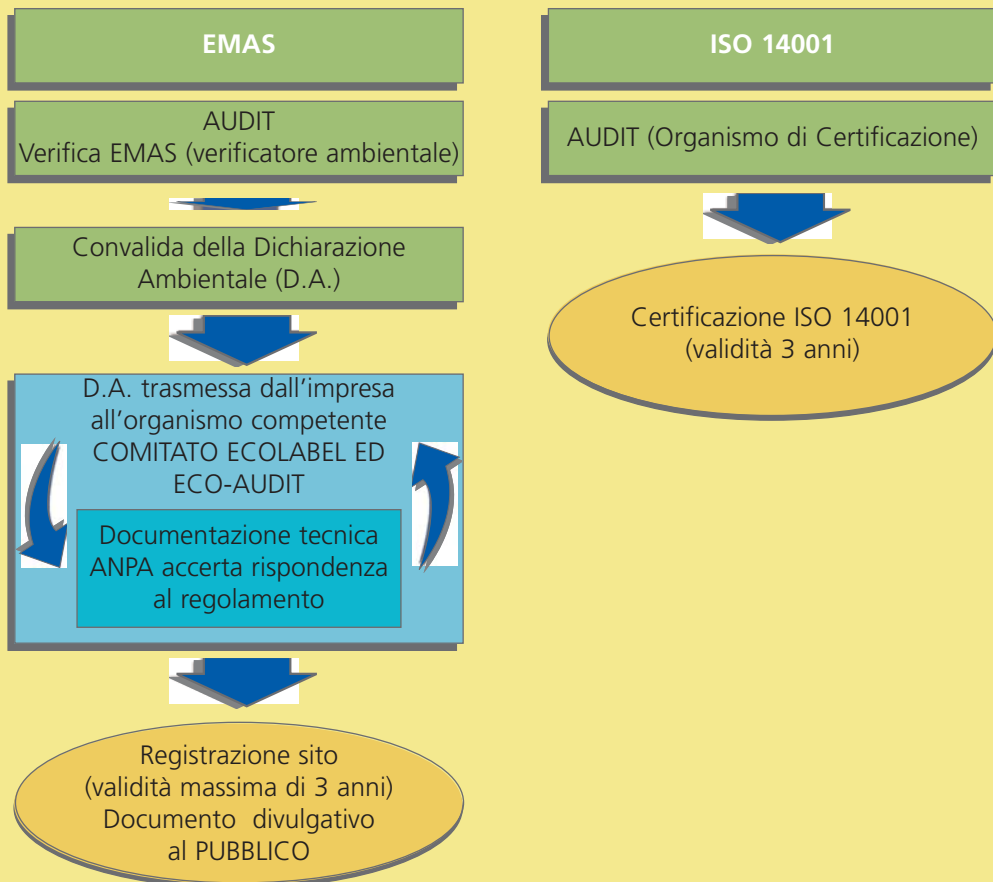 EMAS
AUDIT
Verifica EMAS (verificatore ambientale)
Convalida della Dichiarazione
Ambientale (D.A.)
D.A. trasmessa dall'impresa
all'organismo competente
COMITATO ECOLABEL ED
ECO-AUDIT
Documentazione tecnica
ANPA accerta rispondenza
al regolamento
Registrazione sito
(validità massima di 3 anni)
Documento divulgativo
al PUBBLICO
ISO 14001
AUDIT (Organismo di Certificazione)
Certificazione ISO 14001
(validità 3 anni)